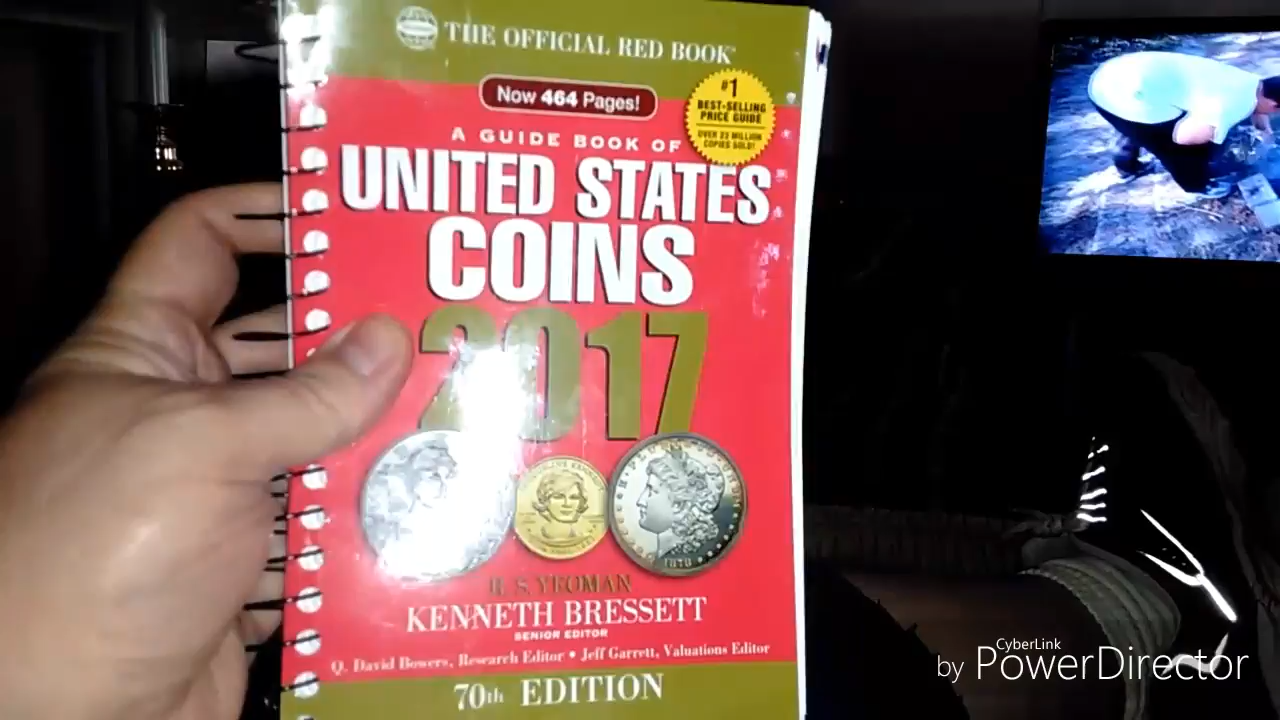 THE OFFICIAL RED BOOK
Now 464 Pages!
#1
BEST-SELLING
PRICE GUIDE
OVER 23 MILLION
COPIES SOLD!
A GUIDE BOOK OF
UNITED STATES
COINS
2017
1878
R. S. YEOMAN
KENNETH BRESSETT
SENIOR EDITOR
Q. David Bowers, Research Editor • Jeff Garrett, Valuations Editor
70th EDITION
CyberLink
by PowerDirector